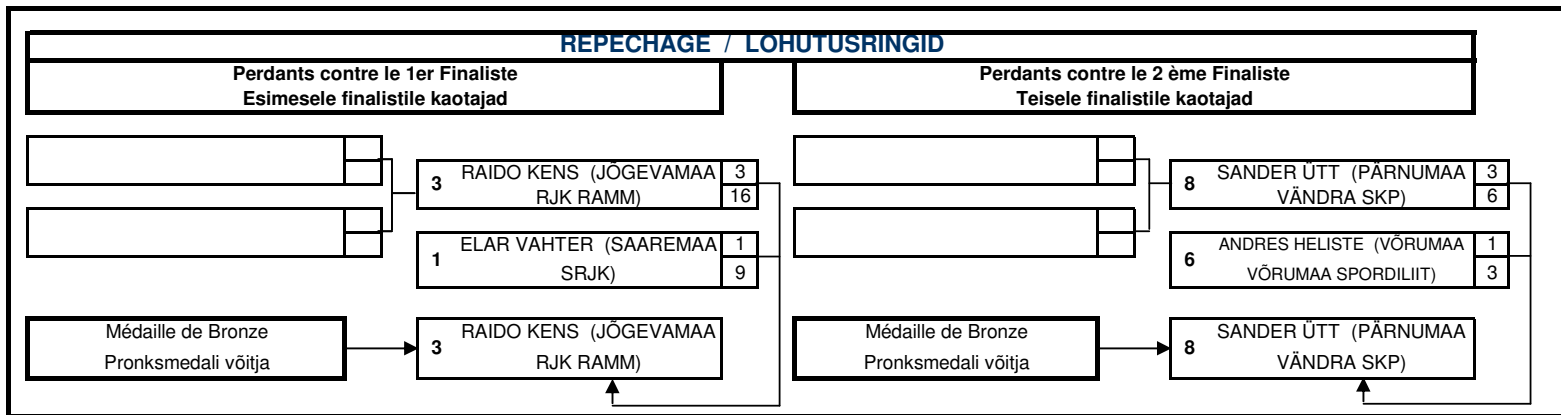 REPECHAGE / LOHUTUSRINGID
Perdants contre le 1er Finaliste
Esimesele finalistile kaotajad
Perdants contre le 2 ème Finaliste
Teisele finalistile kaotajad
3 RAIDO KENS (JÕGEVAMAA 3
RJK RAMM) 16
8 SANDER ÜTT (PÄRNUMAA 3
VÄNDRA SKP) 6
1 ELAR VAHTER (SAAREMAA 1
SRJK) 9
6 ANDRES HELISTE (VÕRUMAA 1
VÕRUMAA SPORDILIIT) 3
Médaille de Bronze
Pronksmedali võitja
3 RAIDO KENS (JÕGEVAMAA
RJK RAMM)
Médaille de Bronze
Pronksmedali võitja
8 SANDER ÜTT (PÄRNUMAA
VÄNDRA SKP)